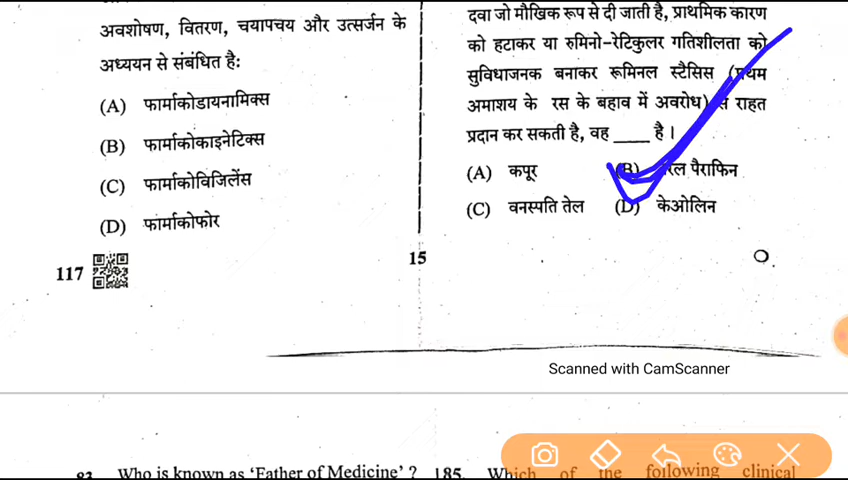 अवशोषण, वितरण, चयापचय और उत्सर्जन के
अध्ययन से संबंधित है:
(A) फार्माकोडायनामिक्स
(B) फार्माकोकाइनेटिक्स
(C) फार्माकोविजिलेंस
(D) फार्माकोफोर
दवा जो मौखिक रूप से दी जाती है, प्राथमिक कारण
को हटाकर या रुमिनो-रेटिकुलर गतिशीलता को
सुविधाजनक बनाकर रूमिनल स्टैसिस (प्रथम
अमाशय के रस के बहाव में अवरोध) से राहत
प्रदान कर सकती है, वह ____ है।
(A) कपूर (B) पैराफिन
(C) वनस्पति तेल (D) केओलिन
117
15
Scanned with CamScanner
Who is known as 'Father of Medicine' ?
185. Which of the following clinical